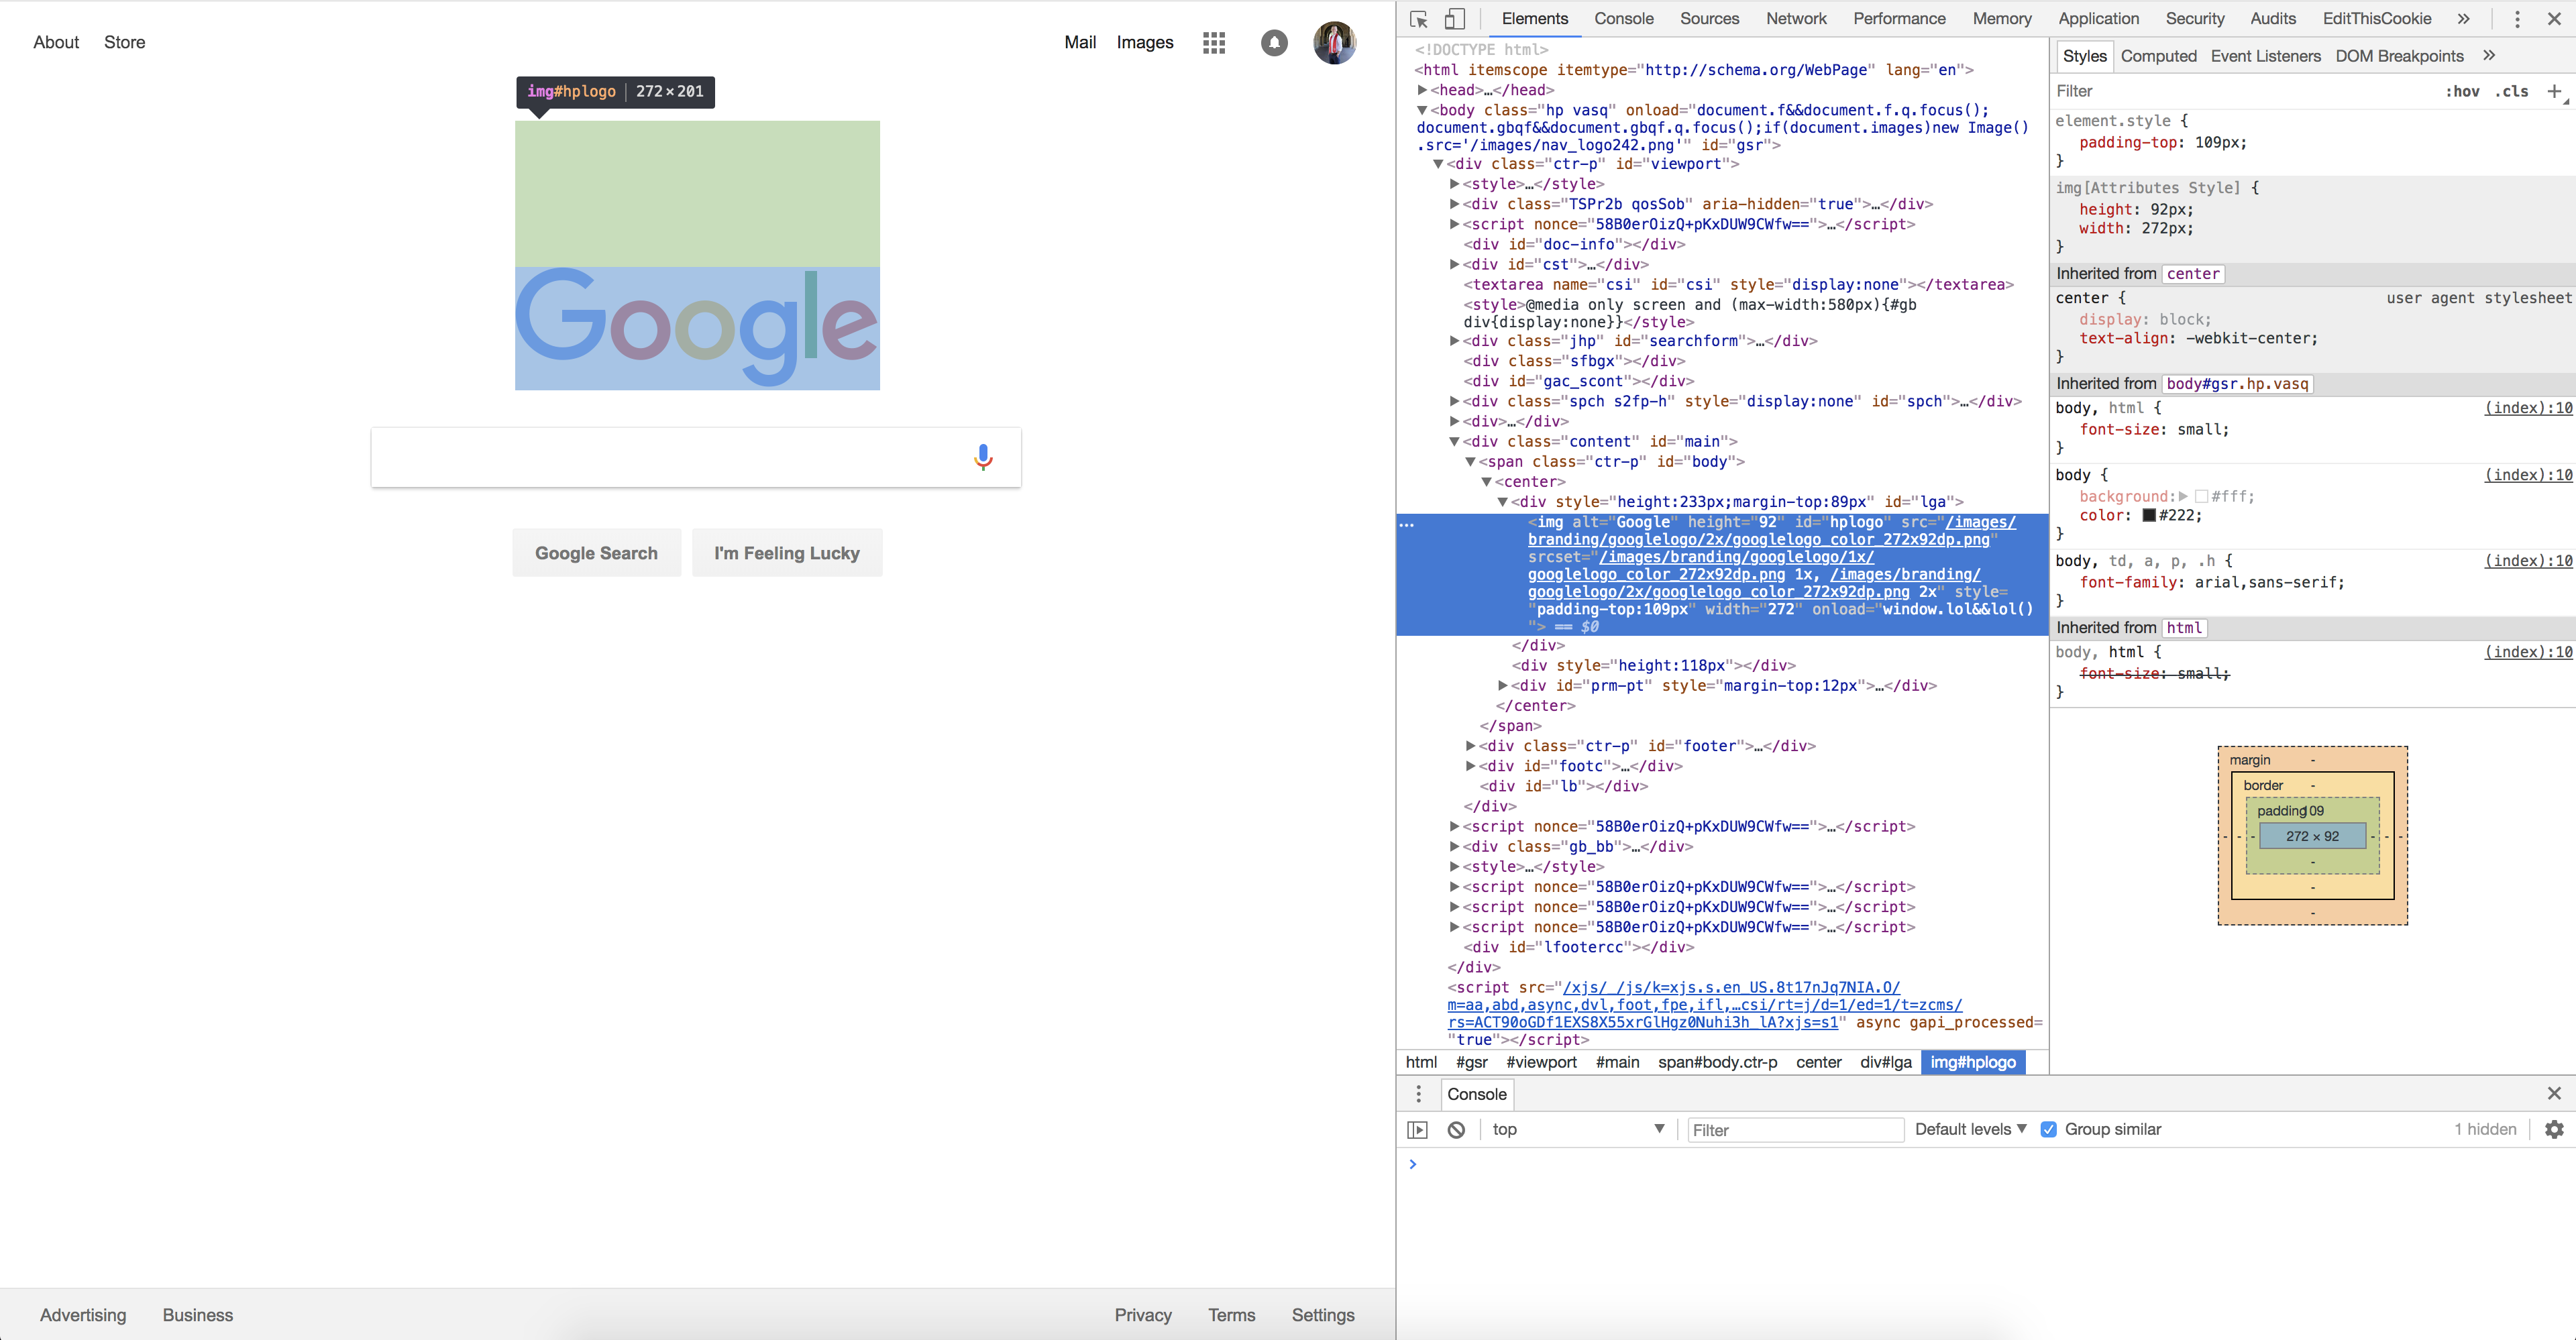 About Store
Mail Images
img#hplogo 272 × 201
Google
Google Search I'm Feeling Lucky
Advertising Business
Privacy Terms Settings
Elements Console Sources Network Performance Memory Application Security Audits EditThisCookie »
<!DOCTYPE html>
<html itemscope itemtype="http://schema.org/WebPage" lang="en">
<head>…</head>
<body class="hp vasq" onload="document.f&&document.f.q.focus();
document.gbqf&&document.gbqf.q.focus();if(document.images)new Image()
.src='/images/nav_logo242.png'" id="gsr">
<div class="ctr-p" id="viewport">
<style>…</style>
<div class="TSPr2b qosSob" aria-hidden="true">…</div>
<script nonce="58B0erOizQ+pKxDUW9CWfw==">…</script>
<div id="doc-info"></div>
<div id="cst">…</div>
<textarea name="csi" id="csi" style="display:none"></textarea>
<style>@media only screen and (max-width:580px){#gb
div{display:none}}</style>
<div class="jhp" id="searchform">…</div>
<div class="sfbgx"></div>
<div id="gac_scont"></div>
<div class="spch s2fp-h" style="display:none" id="spch">…</div>
<div>…</div>
<div class="content" id="main">
<span class="ctr-p" id="body">
<center>
<div style="height:233px;margin-top:89px" id="lga">
… <img alt="Google" height="92" id="hplogo" src="/images/
branding/googlelogo/2x/googlelogo_color_272x92dp.png"
srcset="/images/branding/googlelogo/1x/
googlelogo_color_272x92dp.png 1x, /images/branding/
googlelogo/2x/googlelogo_color_272x92dp.png 2x" style=
"padding-top:109px" width="272" onload="window.lol&&lol()
"> == $0
</div>
<div style="height:118px"></div>
<div id="prm-pt" style="margin-top:12px">…</div>
</center>
</span>
<div class="ctr-p" id="footer">…</div>
<div id="footc">…</div>
<div id="lb"></div>
</div>
<script nonce="58B0erOizQ+pKxDUW9CWfw==">…</script>
<div class="gb_bb">…</div>
<style>…</style>
<script nonce="58B0erOizQ+pKxDUW9CWfw==">…</script>
<script nonce="58B0erOizQ+pKxDUW9CWfw==">…</script>
<script nonce="58B0erOizQ+pKxDUW9CWfw==">…</script>
<div id="lfootercc"></div>
</div>
<script src="/xjs/_/js/k=xjs.s.en_US.8t17nJq7NIA.O/
m=aa,abd,async,dvl,foot,fpe,ifl,…csi/rt=j/d=1/ed=1/t=zcms/
rs=ACT90oGDf1EXS8X55xrGlHgz0Nuhi3h_lA?xjs=s1" async gapi_processed=
"true"></script>
html #gsr #viewport #main span#body.ctr-p center div#lga img#hplogo
Styles Computed Event Listeners DOM Breakpoints »
Filter :hov .cls +
element.style {
padding-top: 109px;
}
img[Attributes Style] {
height: 92px;
width: 272px;
}
Inherited from center
center { user agent stylesheet
display: block;
text-align: -webkit-center;
}
Inherited from body#gsr.hp.vasq
body, html { (index):10
font-size: small;
}
body { (index):10
background: #fff;
color: #222;
}
body, td, a, p, .h { (index):10
font-family: arial,sans-serif;
}
Inherited from html
body, html { (index):10
font-size: small;
}
margin -
border -
padding 109
- - - 272 × 92 - - -
-
-
-
Console
top Filter Default levels Group similar 1 hidden
>